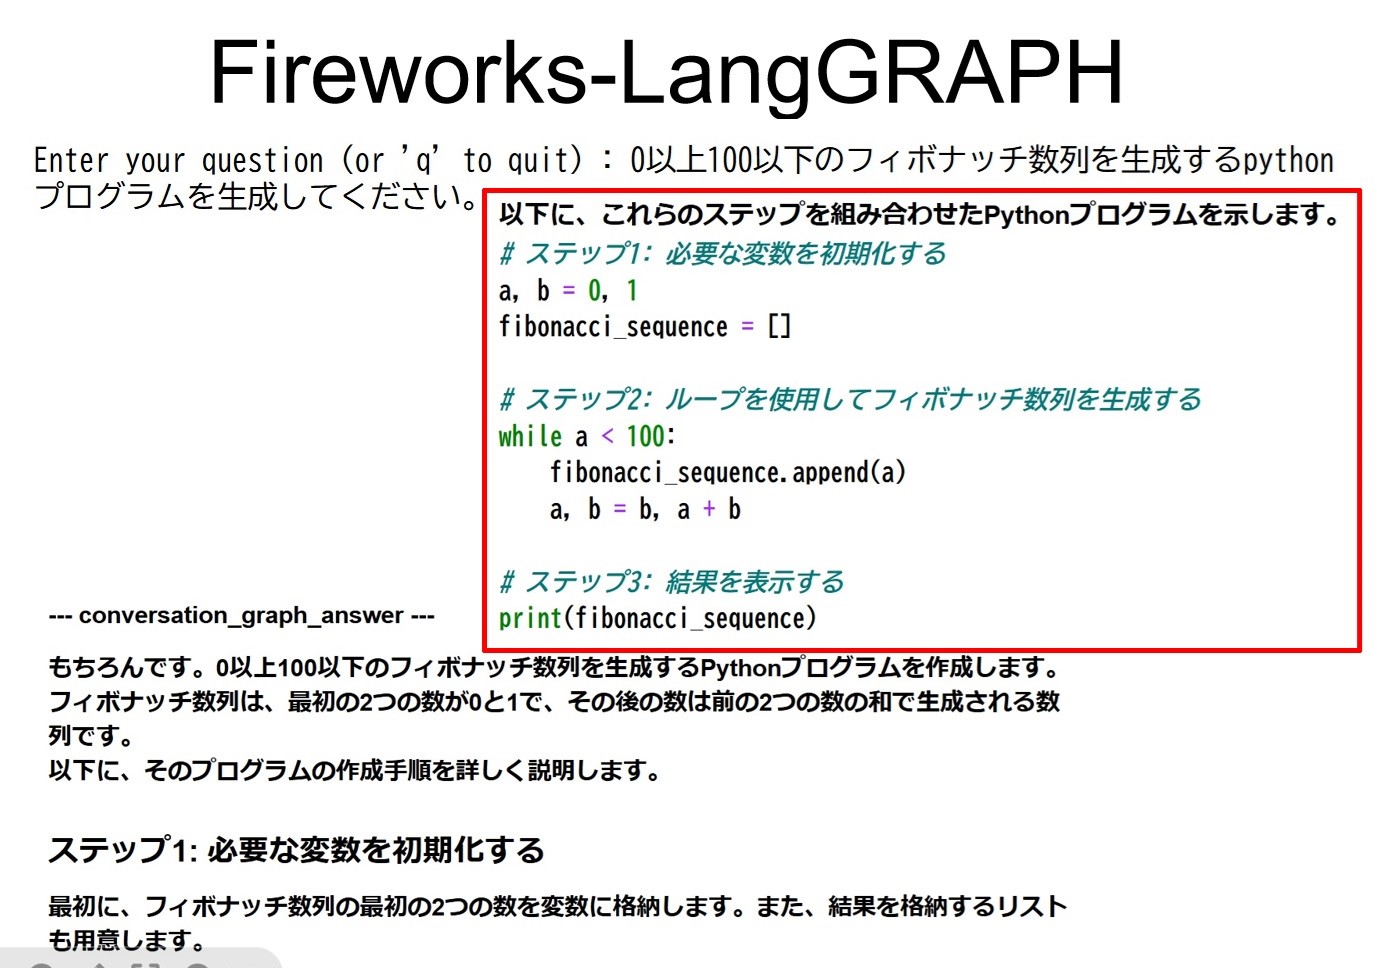 Fireworks-LangGRAPH
Enter your question (or 'q' to quit) : 0以上100以下のフィボナッチ数列を生成するpython
プログラムを生成してください。
以下に、これらのステップを組み合わせたPythonプログラムを示します。
# ステップ1: 必要な変数を初期化する
a, b = 0, 1
fibonacci_sequence = []
# ステップ2: ループを使用してフィボナッチ数列を生成する
while a < 100:
    fibonacci_sequence.append(a)
    a, b = b, a + b
# ステップ3: 結果を表示する
print(fibonacci_sequence)
--- conversation_graph_answer ---
もちろんです。0以上100以下のフィボナッチ数列を生成するPythonプログラムを作成します。
フィボナッチ数列は、最初の2つの数が0と1で、その後の数は前の2つの数の和で生成される数
列です。
以下に、そのプログラムの作成手順を詳しく説明します。
ステップ1: 必要な変数を初期化する
最初に、フィボナッチ数列の最初の2つの数を変数に格納します。また、結果を格納するリスト
も用意します。